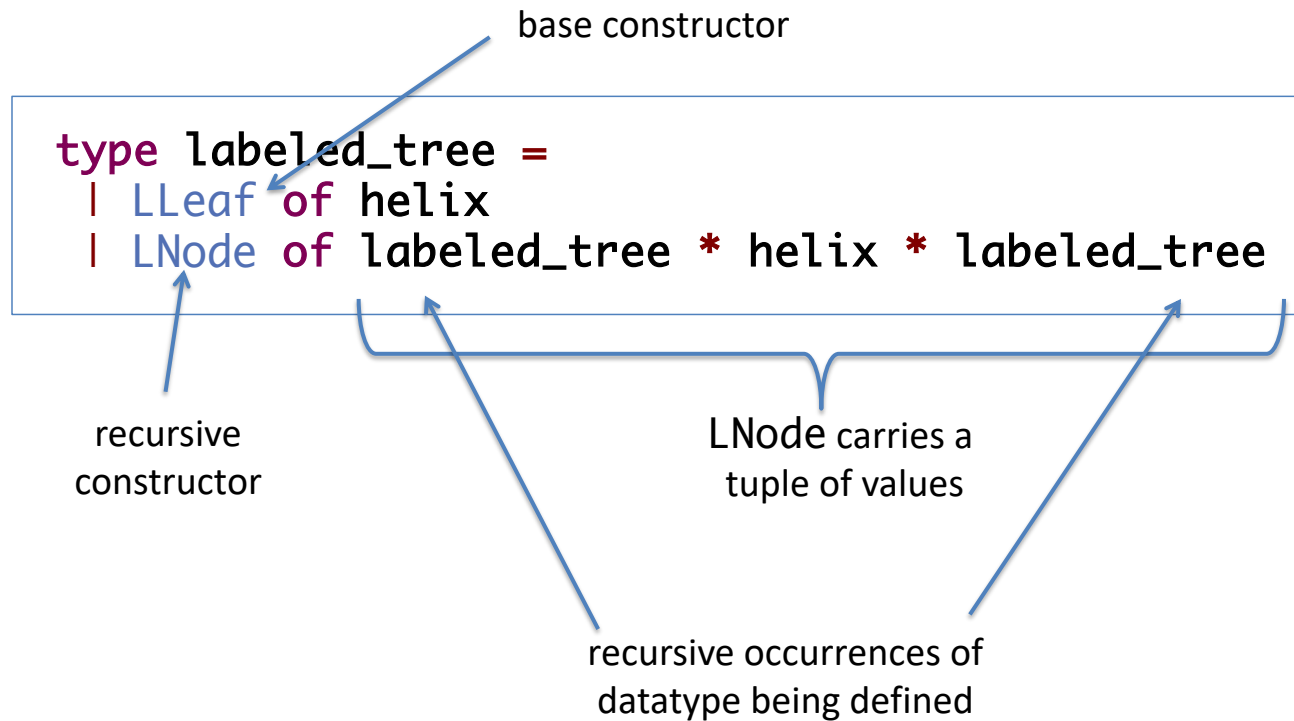 base constructor
type labeled_tree =
| LLeaf of helix
| LNode of labeled_tree * helix * labeled_tree
recursive
constructor
LNode carries a
tuple of values
recursive occurrences of
datatype being defined